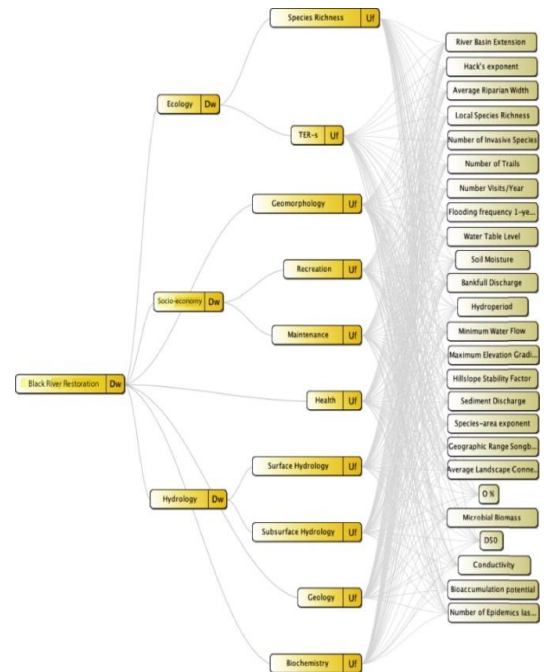 Species Richness Uf
Ecology Dw
TER-s Uf
Geomorphology Uf
Recreation Uf
Socio-economy Dw
Maintenance Uf
Black River Restoration Dw
Health Uf
Surface Hydrology Uf
Hydrology Dw
Subsurface Hydrology Uf
Geology Uf
Biochemistry Uf
River Basin Extension
Hack's exponent
Average Riparian Width
Local Species Richness
Number of Invasive Species
Number of Trails
Number Visits/Year
Flooding frequency 1-ye...
Water Table Level
Soil Moisture
Bankfull Discharge
Hydroperiod
Minimum Water Flow
Maximum Elevation Gradi...
Hillslope Stability Factor
Sediment Discharge
Species-area exponent
Geographic Range Songb...
Average Landscape Conne...
O %
Microbial Biomass
D50
Conductivity
Bioaccumulation potential
Number of Epidemics las...